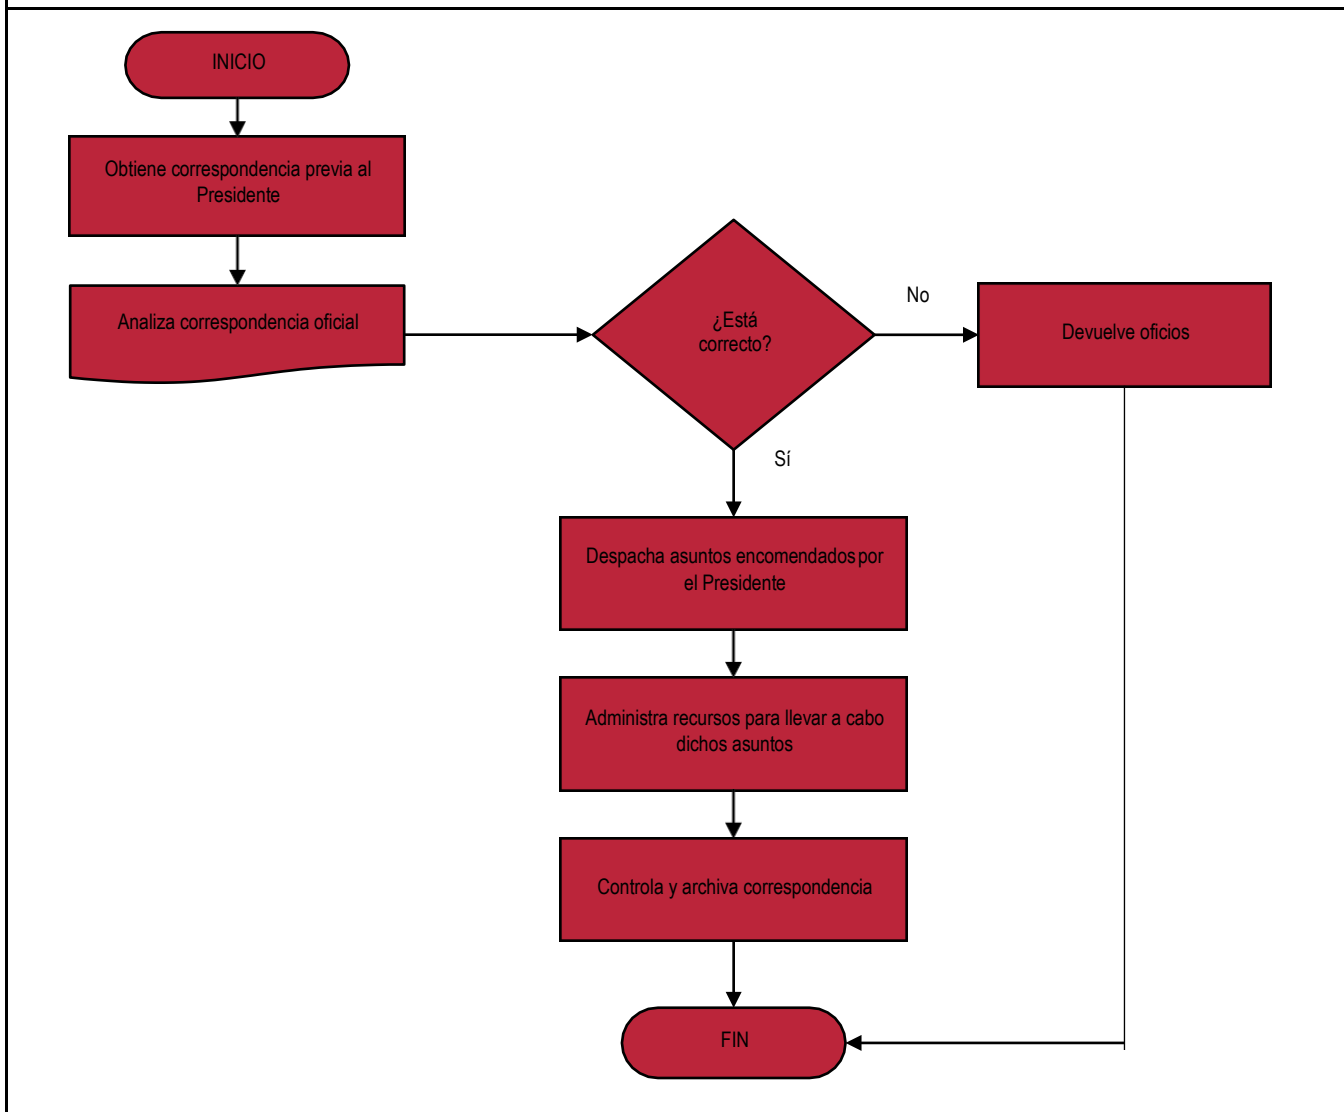 INICIO
Obtiene correspondencia previa al
Presidente
Analiza correspondencia oficial
¿Está
correcto?
No
Devuelve oficios
Sí
Despacha asuntos encomendados por
el Presidente
Administra recursos para llevar a cabo
dichos asuntos
Controla y archiva correspondencia
FIN